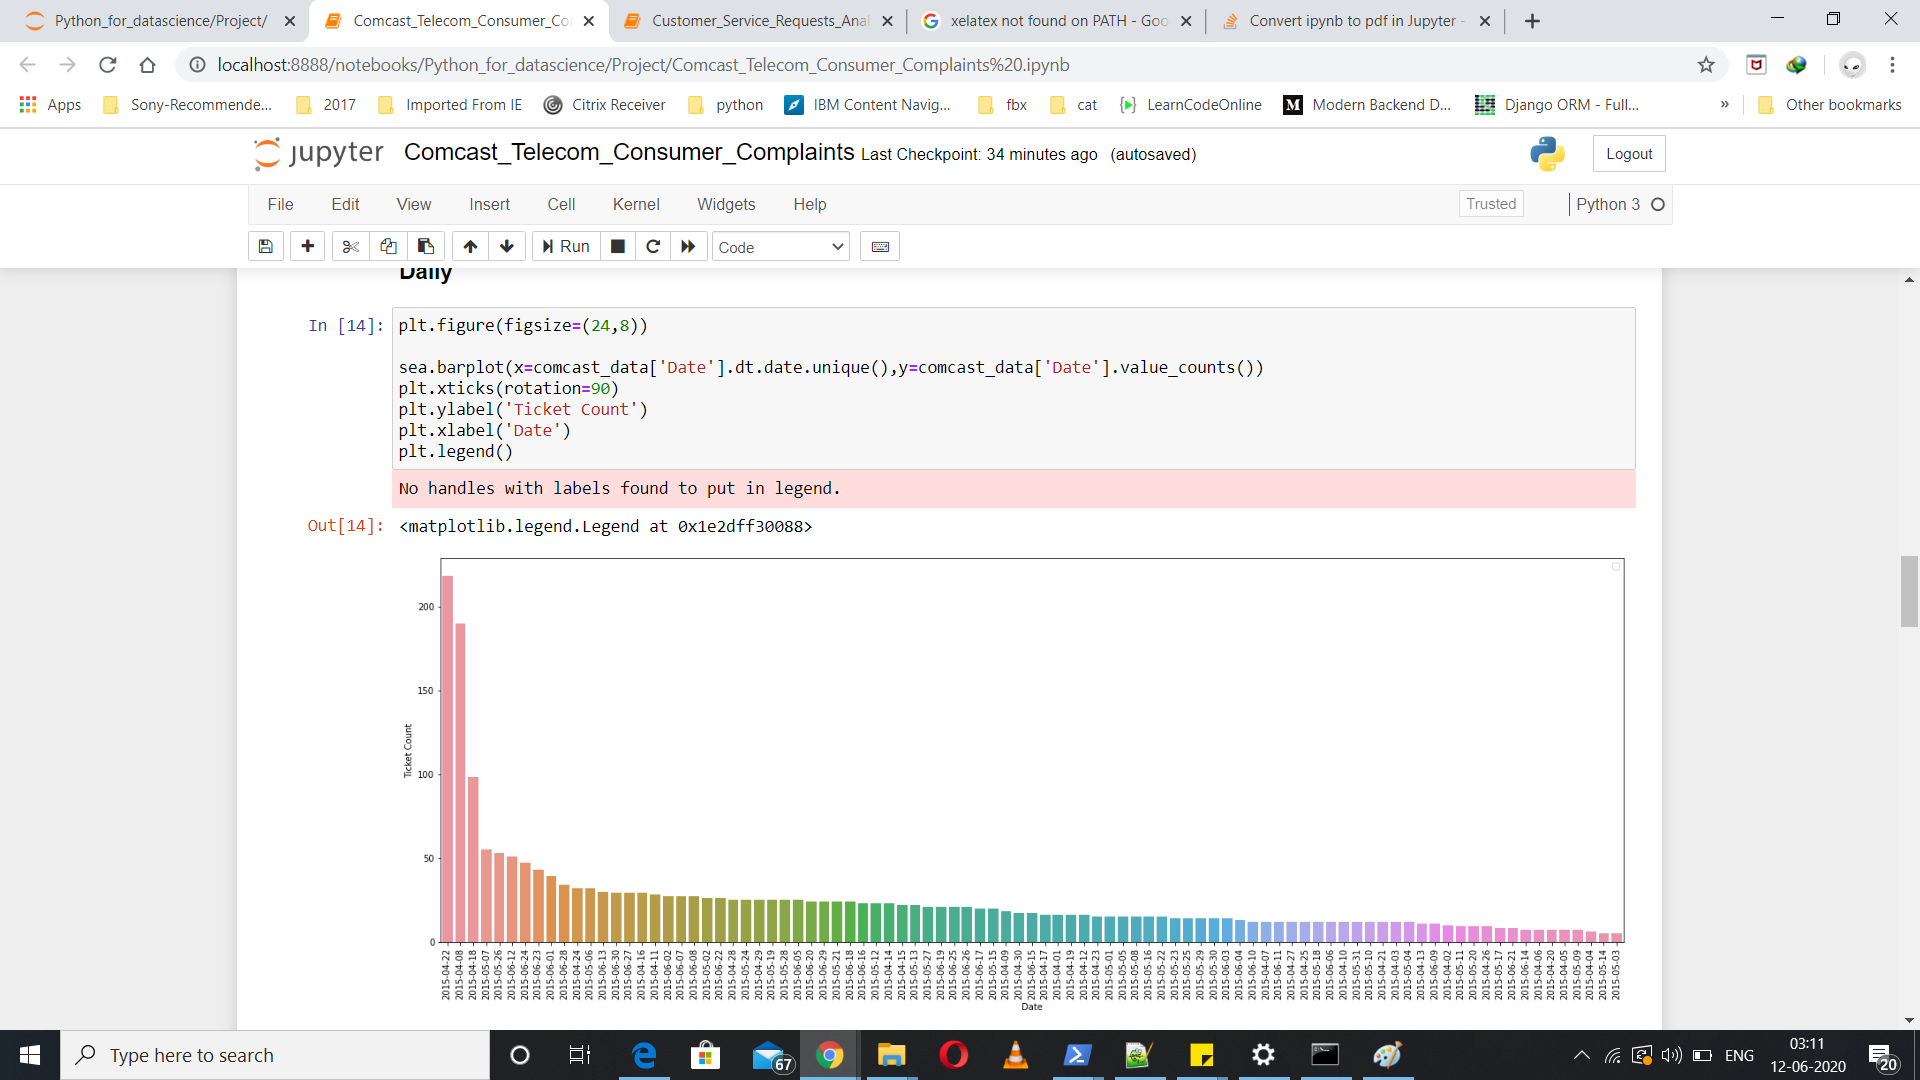 Python_for_datascience/Project/
Comcast_Telecom_Consumer_Co
Customer_Service_Requests_Anal
xelatex not found on PATH - Goo
Convert ipynb to pdf in Jupyter -
localhost:8888/notebooks/Python_for_datascience/Project/Comcast_Telecom_Consumer_Complaints%20.ipynb
Apps
Sony-Recommende...
2017
Imported From IE
Citrix Receiver
python
IBM Content Navig...
fbx
cat
LearnCodeOnline
M
Modern Backend D...
Django ORM - Full...
»
Other bookmarks
jupyter
Comcast_Telecom_Consumer_Complaints Last Checkpoint: 34 minutes ago (autosaved)
Logout
File Edit View Insert Cell Kernel Widgets Help
Trusted
Python 3
Run
Code
Daily
In [14]:
plt.figure(figsize=(24,8))
sea.barplot(x=comcast_data['Date'].dt.date.unique(),y=comcast_data['Date'].value_counts())
plt.xticks(rotation=90)
plt.ylabel('Ticket Count')
plt.xlabel('Date')
plt.legend()
No handles with labels found to put in legend.
Out[14]: <matplotlib.legend.Legend at 0x1e2dff30088>
200
150
100
50
0
Ticket Count
2015-04-22
2015-04-08
2015-04-18
2015-05-07
2015-05-26
2015-06-12
2015-06-24
2015-06-23
2015-06-01
2015-06-28
2015-04-24
2015-05-06
2015-06-13
2015-06-30
2015-06-27
2015-04-16
2015-04-11
2015-06-02
2015-06-07
2015-06-08
2015-05-02
2015-06-22
2015-04-28
2015-05-24
2015-04-29
2015-06-19
2015-05-28
2015-06-05
2015-06-20
2015-06-29
2015-05-21
2015-06-18
2015-06-16
2015-05-12
2015-04-14
2015-04-15
2015-05-13
2015-05-27
2015-06-19
2015-06-25
2015-06-26
2015-06-17
2015-05-15
2015-04-09
2015-04-30
2015-06-15
2015-04-17
2015-04-01
2015-04-19
2015-04-12
2015-04-23
2015-05-01
2015-05-05
2015-05-08
2015-05-16
2015-05-22
2015-05-23
2015-05-25
2015-05-29
2015-05-30
2015-06-03
2015-06-04
2015-06-10
2015-04-07
2015-06-11
2015-04-27
2015-04-25
2015-05-18
2015-06-06
2015-04-10
2015-05-31
2015-05-10
2015-04-21
2015-04-03
2015-05-04
2015-04-13
2015-06-09
2015-04-02
2015-05-11
2015-05-20
2015-04-26
2015-05-17
2015-06-21
2015-06-14
2015-04-06
2015-04-20
2015-04-05
2015-05-09
2015-04-04
2015-05-14
2015-05-03
Date
Type here to search
67
ENG
03:11
12-06-2020
20